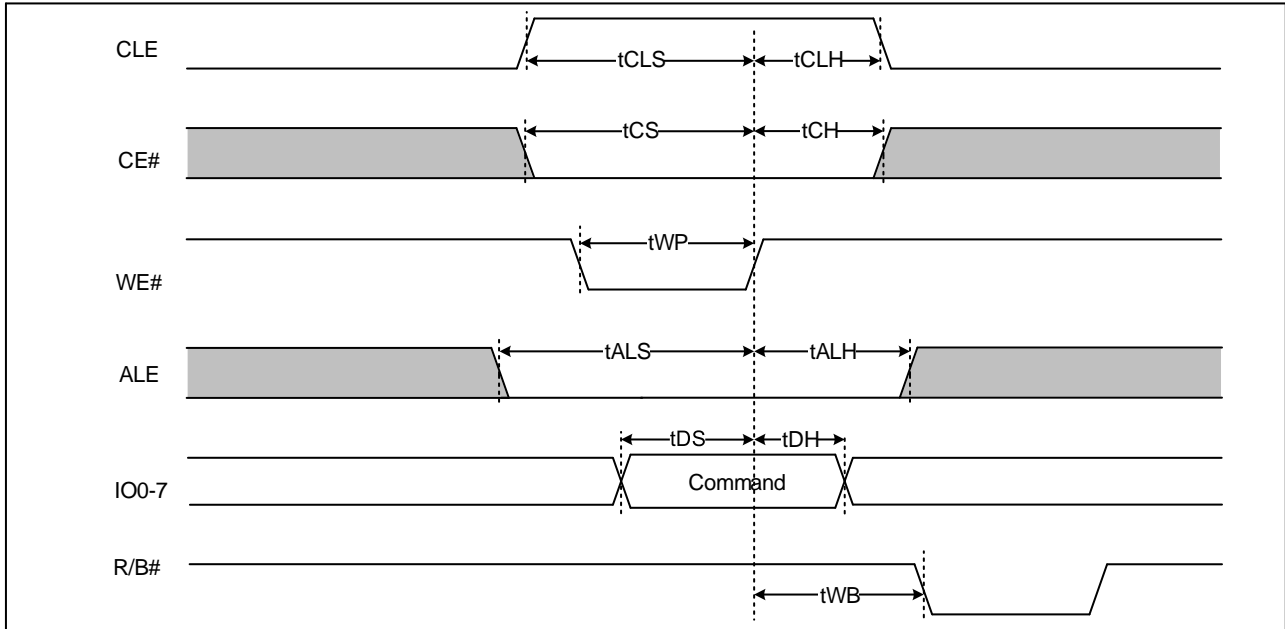 CLE
tCLS
tCLH
CE#
tCS
tCH
WE#
tWP
ALE
tALS
tALH
IO0-7
tDS
tDH
Command
R/B#
tWB